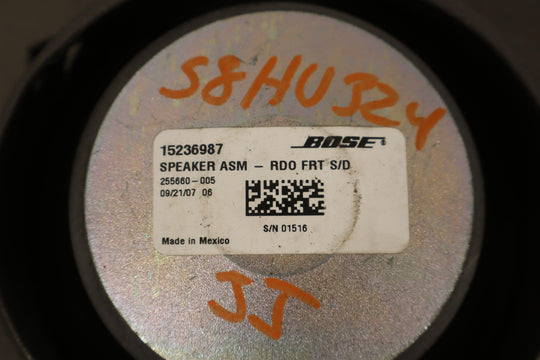 S8HU324
BOSE®
15236987
SPEAKER ASM – RDO FRT S/D
255660-005
09/21/07 06
S/N 01516
Made in Mexico
JJ